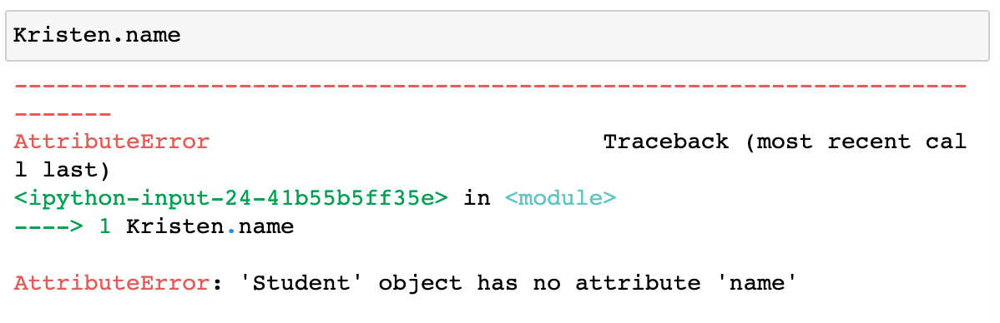 Kristen.name
--------------------------------------------------------------------
-------
AttributeError                            Traceback (most recent cal
l last)
<ipython-input-24-41b55b5ff35e> in <module>
----> 1 Kristen.name
AttributeError: 'Student' object has no attribute 'name'